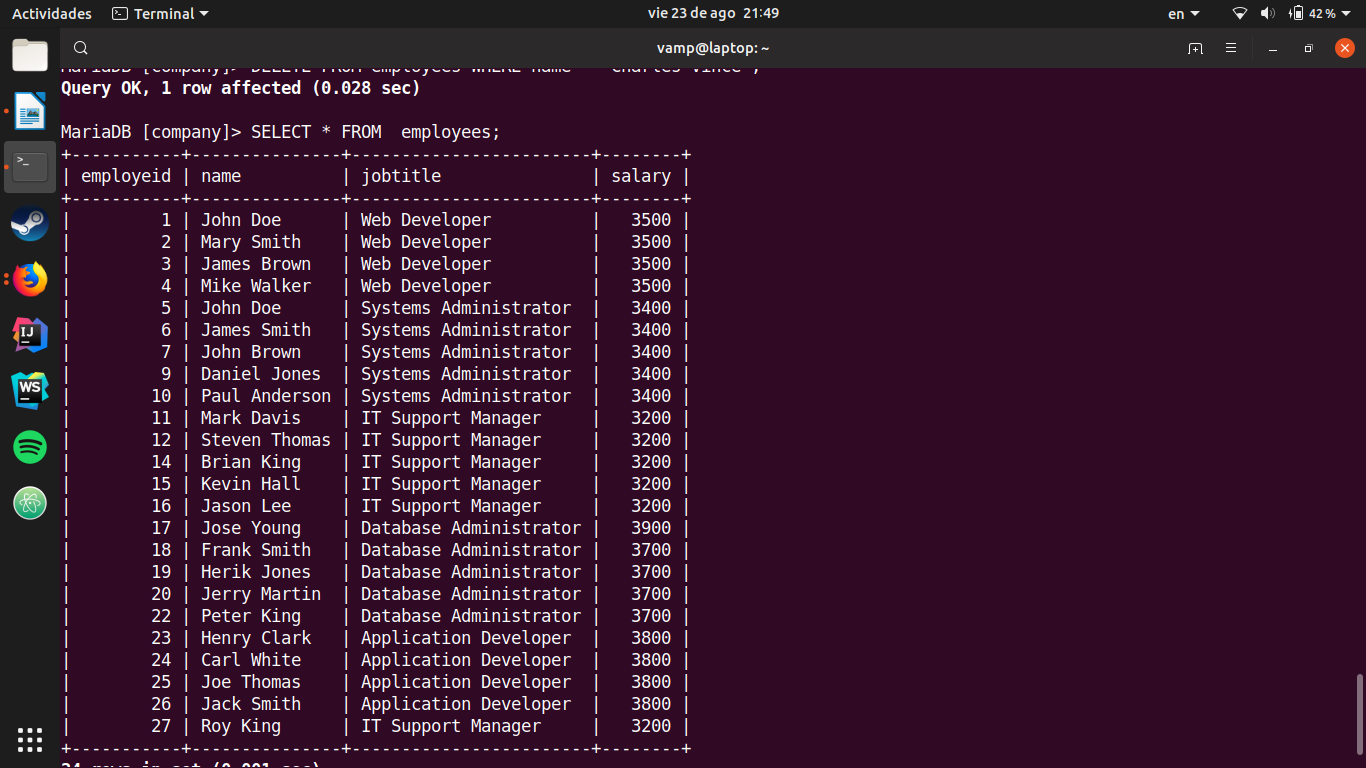 Actividades Terminal vie 23 de ago 21:49 en 42 %
vamp@laptop: ~
MariaDB [company]> DELETE FROM employees WHERE name
Query OK, 1 row affected (0.028 sec)
MariaDB [company]> SELECT * FROM  employees;
+-----------+---------------+------------------------+--------+
| employeid | name          | jobtitle               | salary |
+-----------+---------------+------------------------+--------+
|         1 | John Doe      | Web Developer          |   3500 |
|         2 | Mary Smith    | Web Developer          |   3500 |
|         3 | James Brown   | Web Developer          |   3500 |
|         4 | Mike Walker   | Web Developer          |   3500 |
|         5 | John Doe      | Systems Administrator  |   3400 |
|         6 | James Smith   | Systems Administrator  |   3400 |
|         7 | John Brown    | Systems Administrator  |   3400 |
|         9 | Daniel Jones  | Systems Administrator  |   3400 |
|        10 | Paul Anderson | Systems Administrator  |   3400 |
|        11 | Mark Davis    | IT Support Manager     |   3200 |
|        12 | Steven Thomas | IT Support Manager     |   3200 |
|        14 | Brian King    | IT Support Manager     |   3200 |
|        15 | Kevin Hall    | IT Support Manager     |   3200 |
|        16 | Jason Lee     | IT Support Manager     |   3200 |
|        17 | Jose Young    | Database Administrator |   3900 |
|        18 | Frank Smith   | Database Administrator |   3700 |
|        19 | Herik Jones   | Database Administrator |   3700 |
|        20 | Jerry Martin  | Database Administrator |   3700 |
|        22 | Peter King    | Database Administrator |   3700 |
|        23 | Henry Clark   | Application Developer  |   3800 |
|        24 | Carl White    | Application Developer  |   3800 |
|        25 | Joe Thomas    | Application Developer  |   3800 |
|        26 | Jack Smith    | Application Developer  |   3800 |
|        27 | Roy King      | IT Support Manager     |   3200 |
+-----------+---------------+------------------------+--------+
24 rows in set (0.001 sec)
>_
IJ
WS